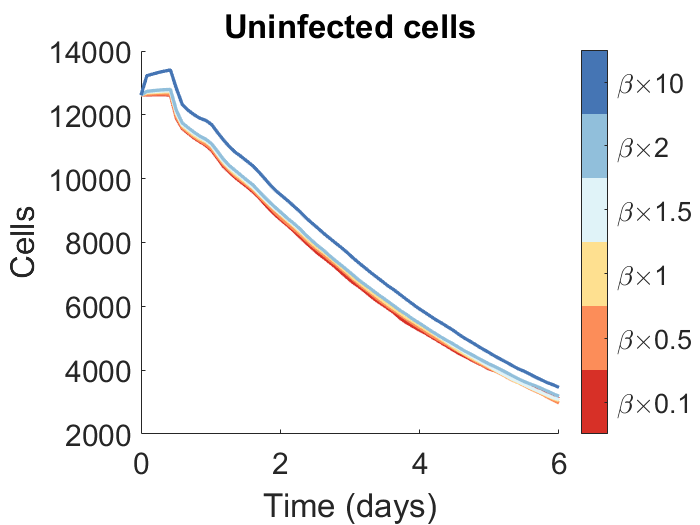 Uninfected cells
14000
12000
10000
8000
6000
4000
2000
Cells
0
2
4
6
Time (days)
β×10
β×2
β×1.5
β×1
β×0.5
β×0.1